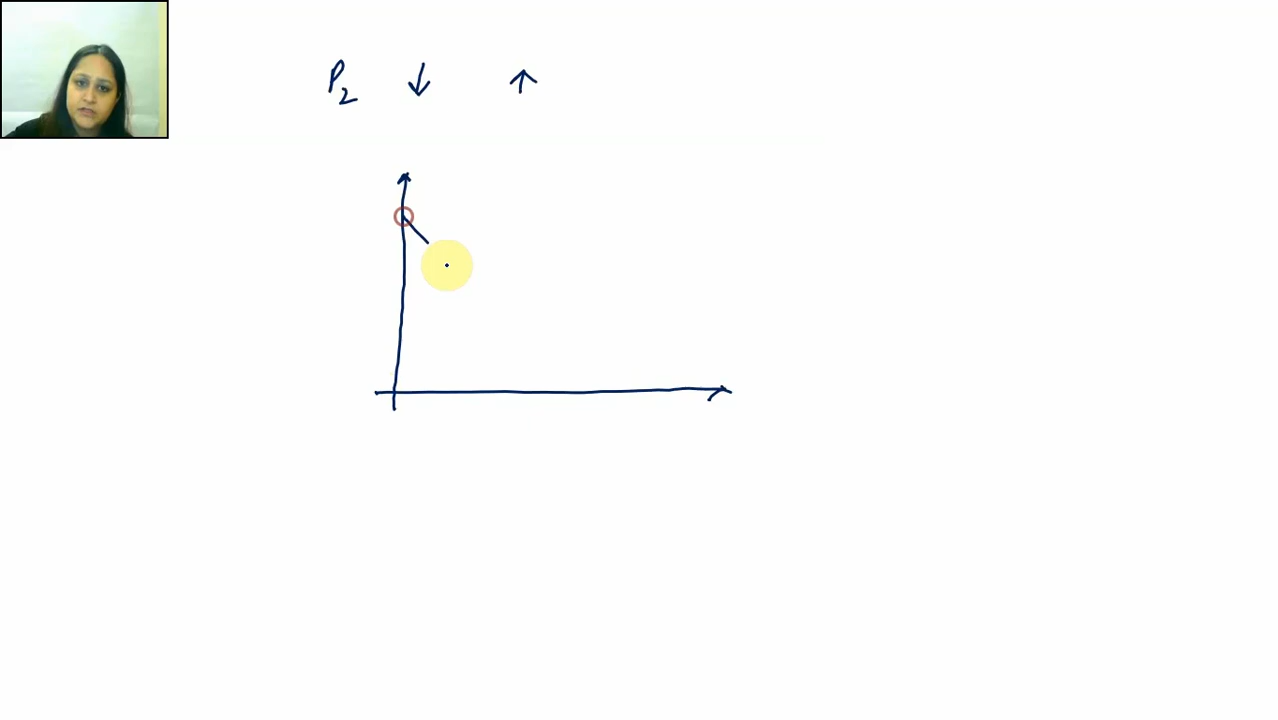 P₂ ↓ ↑